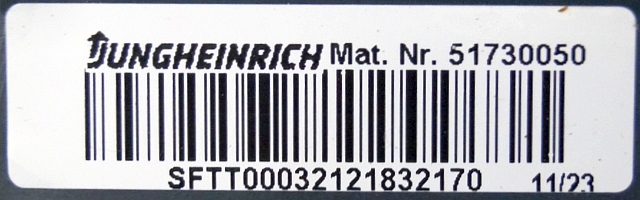 JUNGHEINRICH Mat. Nr. 51730050
SFTT00032121832170 11/23